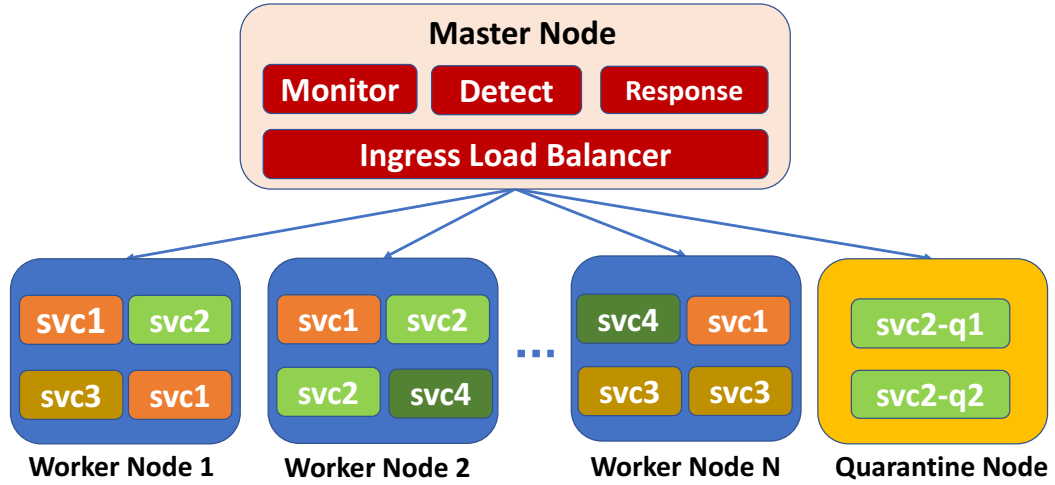 Master Node
Monitor Detect Response
Ingress Load Balancer
svc1 svc2 svc1 svc2 svc4 svc1 svc2-q1
...
svc3 svc1 svc2 svc4 svc3 svc3 svc2-q2
Worker Node 1 Worker Node 2 Worker Node N Quarantine Node